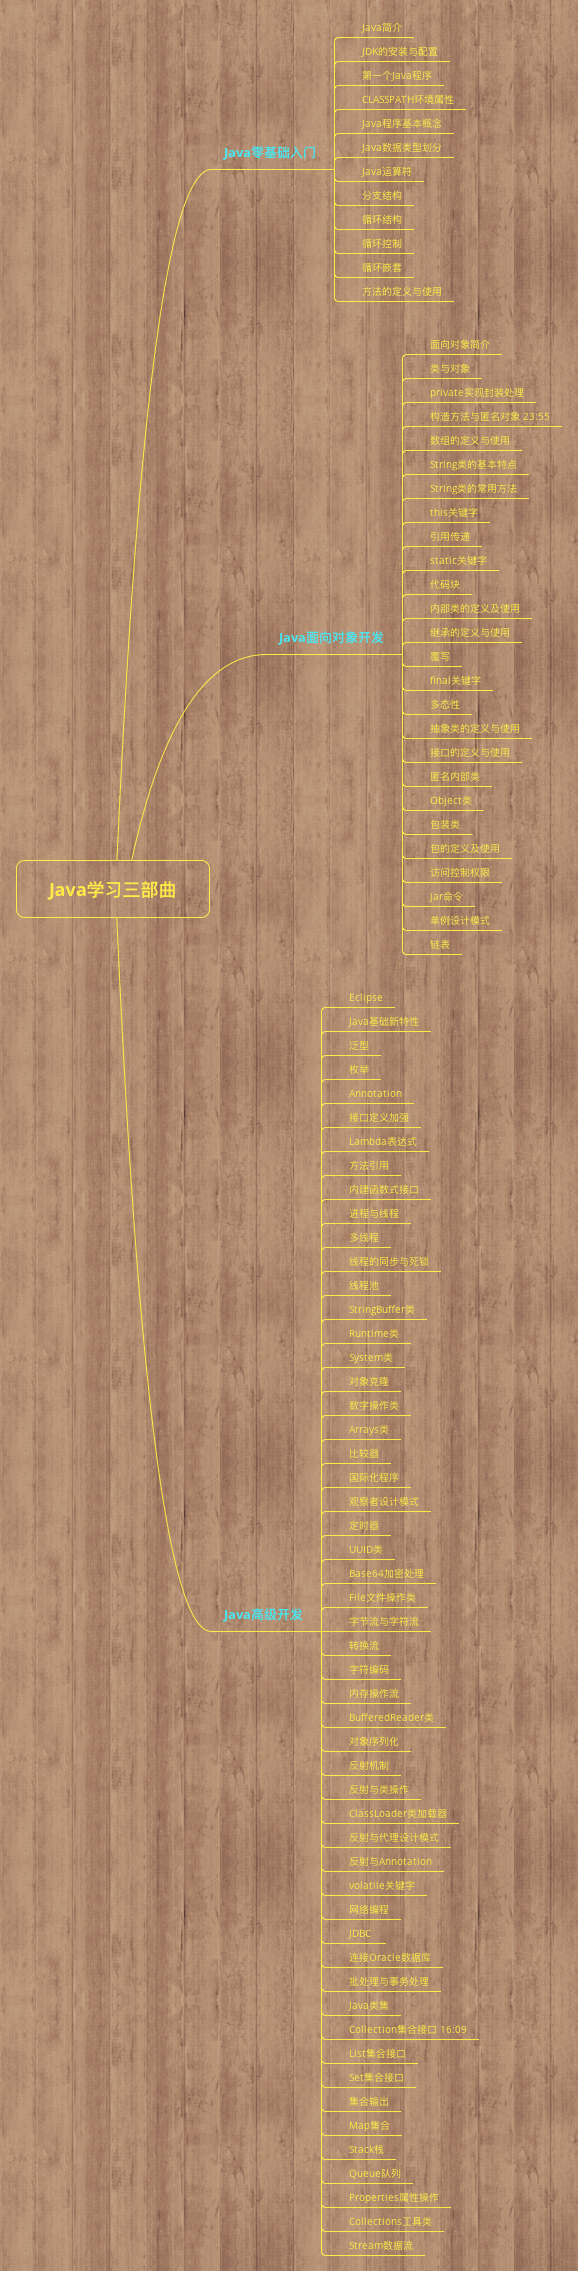 Java零基础入门
Java简介
JDK的安装与配置
第一个Java程序
CLASSPATH环境属性
Java程序基本概念
Java数据类型划分
Java运算符
分支结构
循环结构
循环控制
循环嵌套
方法的定义与使用
Java面向对象开发
面向对象简介
类与对象
private实现封装处理
构造方法与匿名对象 23:55
数组的定义与使用
String类的基本特点
String类的常用方法
this关键字
引用传递
static关键字
代码块
内部类的定义及使用
继承的定义与使用
覆写
final关键字
多态性
抽象类的定义与使用
接口的定义与使用
匿名内部类
Object类
包装类
包的定义及使用
访问控制权限
Jar命令
单例设计模式
链表
Java学习三部曲
Java高级开发
Eclipse
Java基础新特性
泛型
枚举
Annotation
接口定义加强
Lambda表达式
方法引用
内建函数式接口
进程与线程
多线程
线程的同步与死锁
线程池
StringBuffer类
Runtime类
System类
对象克隆
数字操作类
Arrays类
比较器
国际化程序
观察者设计模式
定时器
UUID类
Base64加密处理
File文件操作类
字节流与字符流
转换流
字符编码
内存操作流
BufferedReader类
对象序列化
反射机制
反射与类操作
ClassLoader类加载器
反射与代理设计模式
反射与Annotation
volatile关键字
网络编程
JDBC
连接Oracle数据库
批处理与事务处理
Java类集
Collection集合接口 16:09
List集合接口
Set集合接口
集合输出
Map集合
Stack栈
Queue队列
Properties属性操作
Collections工具类
Stream数据流